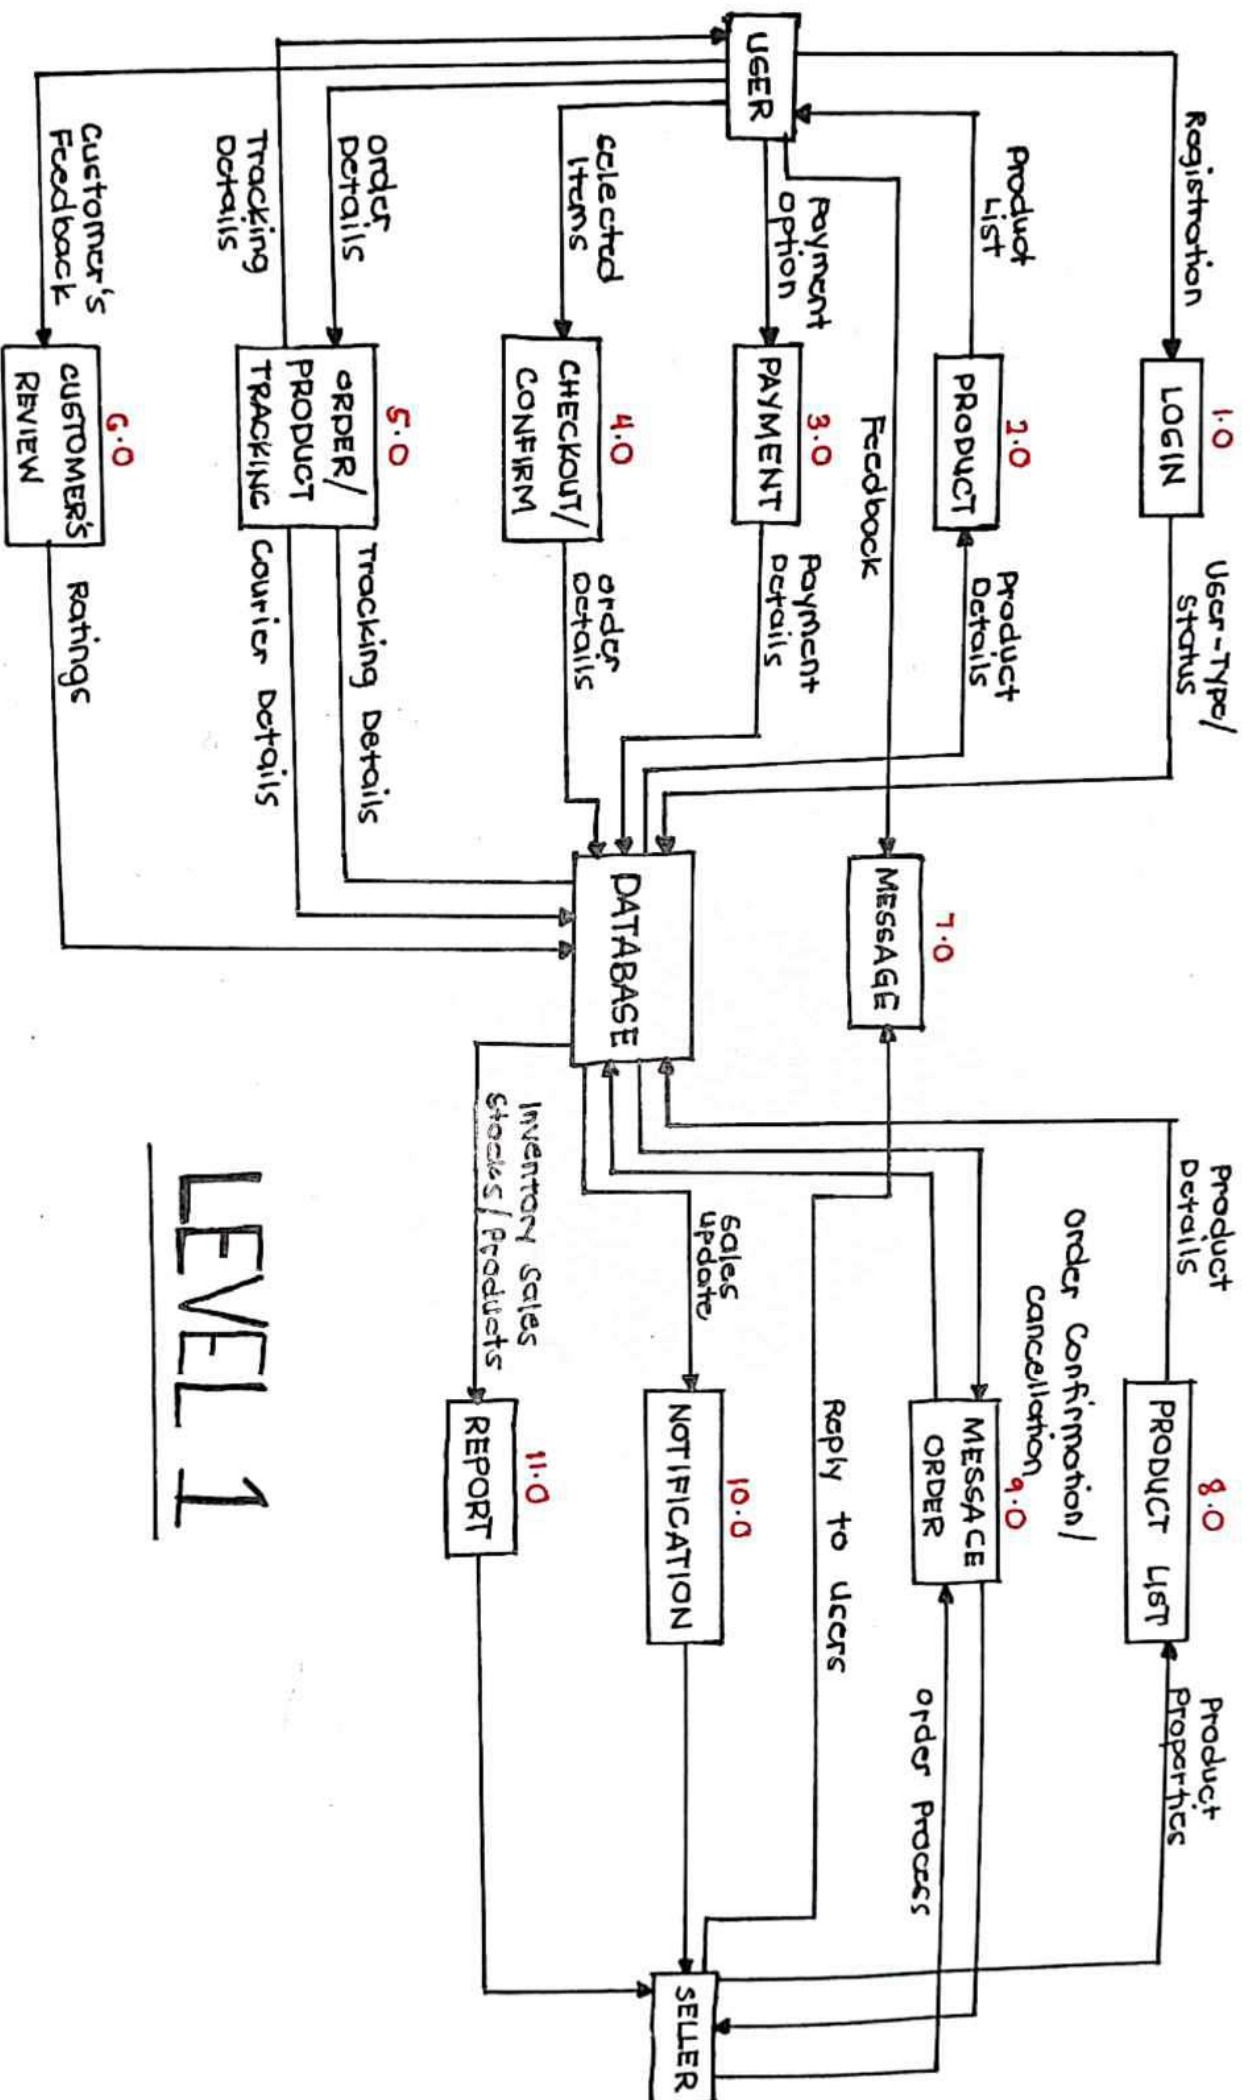 1.0
Registration
LOGIN
User-Type/
Status
Product
List
2.0
PRODUCT
Product
Details
Feedback
7.0
MESSAGE
USER
Payment
option
3.0
PAYMENT
Payment
Details
Selected
Items
4.0
CHECKOUT/
CONFIRM
order
Details
order
Details
5.0
ORDER/
PRODUCT
TRACKING
Tracking
Details
Tracking Details
Courier Details
Customer's
Feedback
6.0
CUSTOMER'S
REVIEW
Ratings
DATABASE
Product
Details
8.0
PRODUCT LIST
Product
Properties
order Confirmation/
Cancellation
9.0
MESSAGE
ORDER
order Process
Reply to users
Sales
update
10.0
NOTIFICATION
Inventory Sales
Stocks/Products
11.0
REPORT
SELLER
LEVEL 1